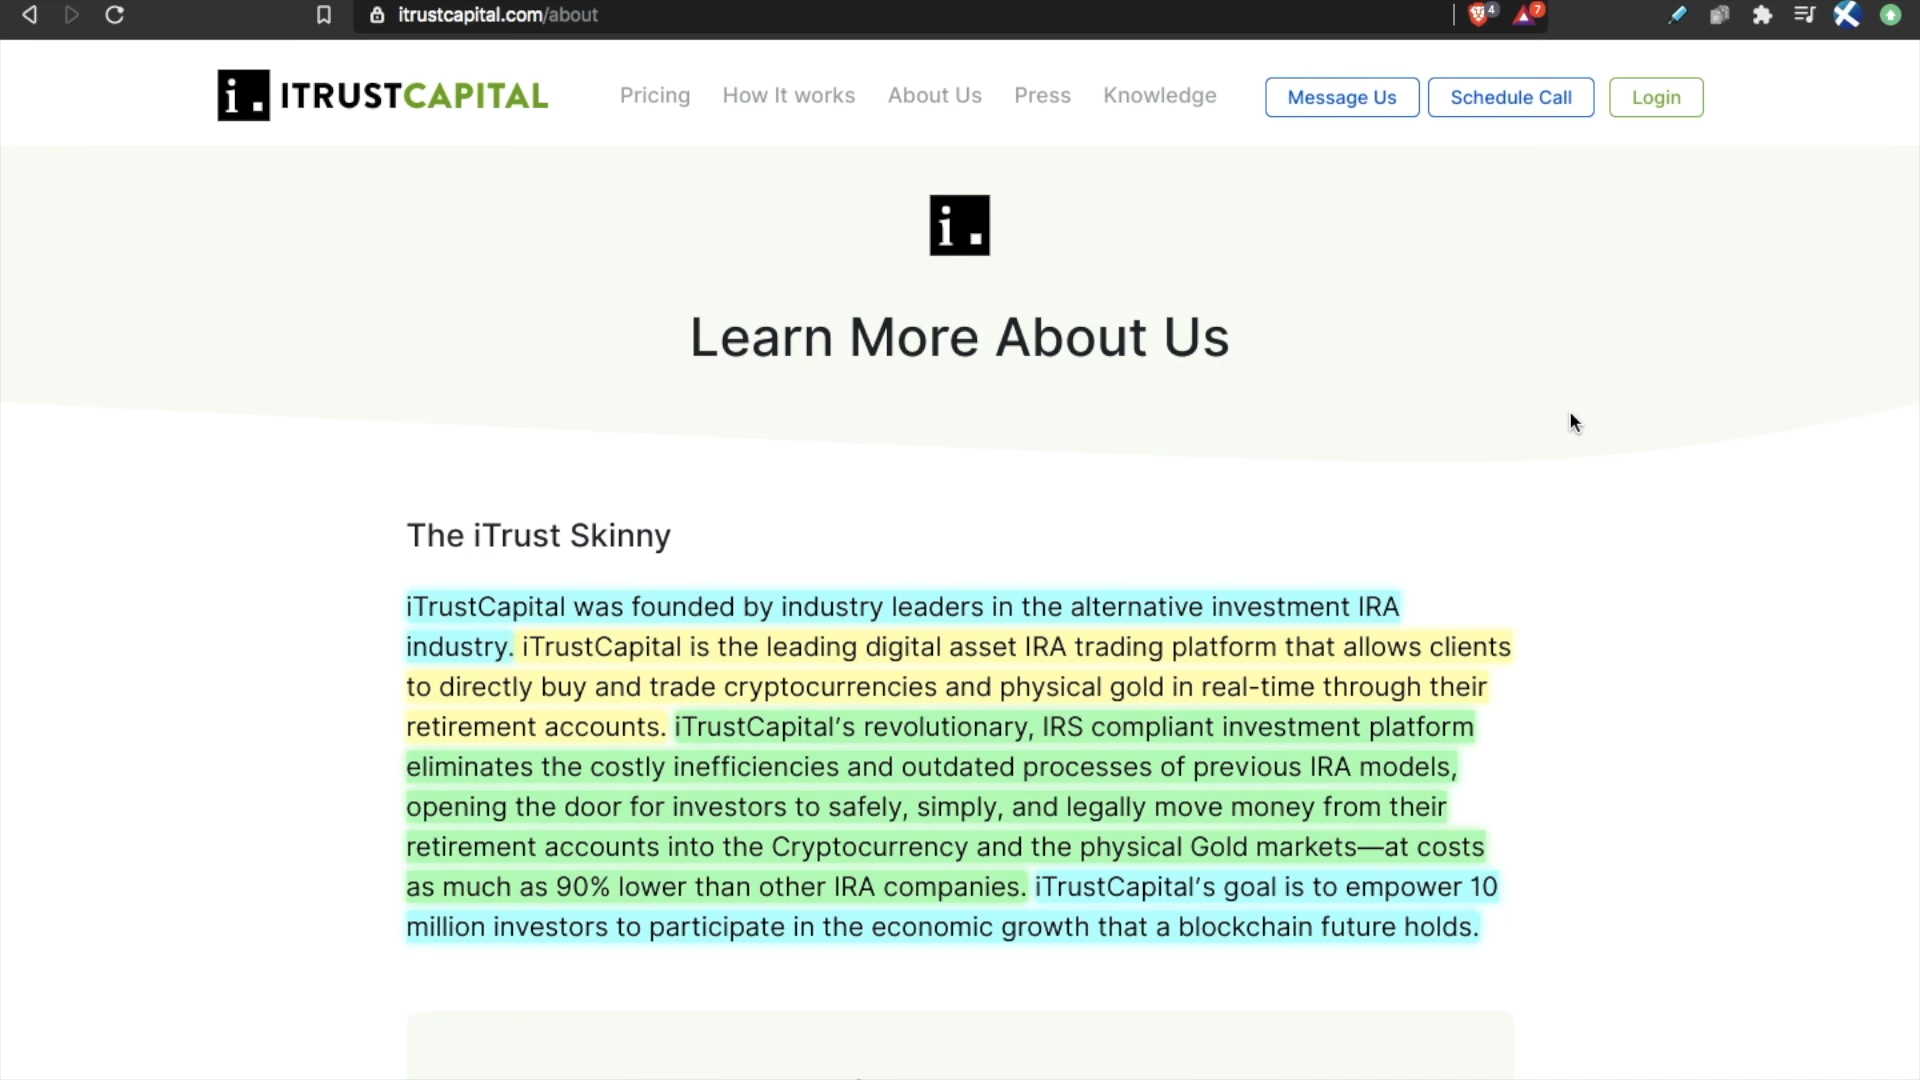 itrustcapital.com/about
4
7
i.
ITRUSTCAPITAL
Pricing
How It works
About Us
Press
Knowledge
Message Us
Schedule Call
Login
i.
Learn More About Us
The iTrust Skinny
iTrustCapital was founded by industry leaders in the alternative investment IRA
industry. iTrustCapital is the leading digital asset IRA trading platform that allows clients
to directly buy and trade cryptocurrencies and physical gold in real-time through their
retirement accounts. iTrustCapital’s revolutionary, IRS compliant investment platform
eliminates the costly inefficiencies and outdated processes of previous IRA models,
opening the door for investors to safely, simply, and legally move money from their
retirement accounts into the Cryptocurrency and the physical Gold markets—at costs
as much as 90% lower than other IRA companies. iTrustCapital’s goal is to empower 10
million investors to participate in the economic growth that a blockchain future holds.